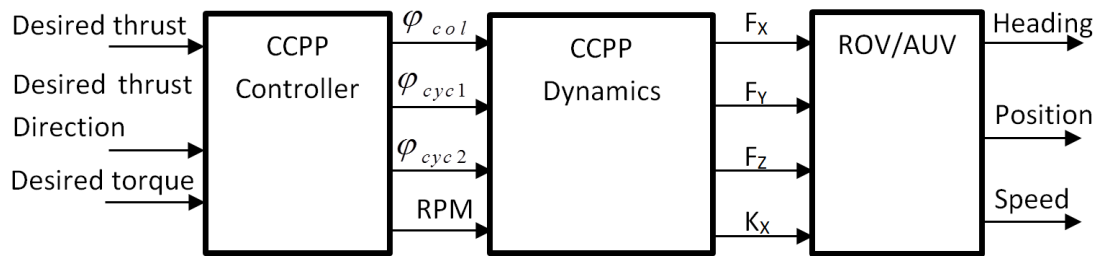 Desired thrust
Desired thrust
Direction
Desired torque
CCPP
Controller
φcol
φcyc1
φcyc2
RPM
CCPP
Dynamics
FX
FY
FZ
KX
ROV/AUV
Heading
Position
Speed